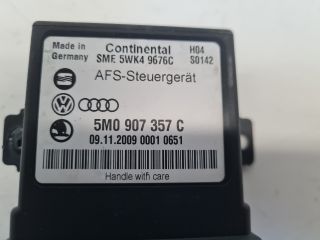 Made in Continental H04
Germany SME 5WK4 9676C S0142
AFS-Steuergerät
5M0 907 357 C
09.11.2009 0001 0651
Handle with care